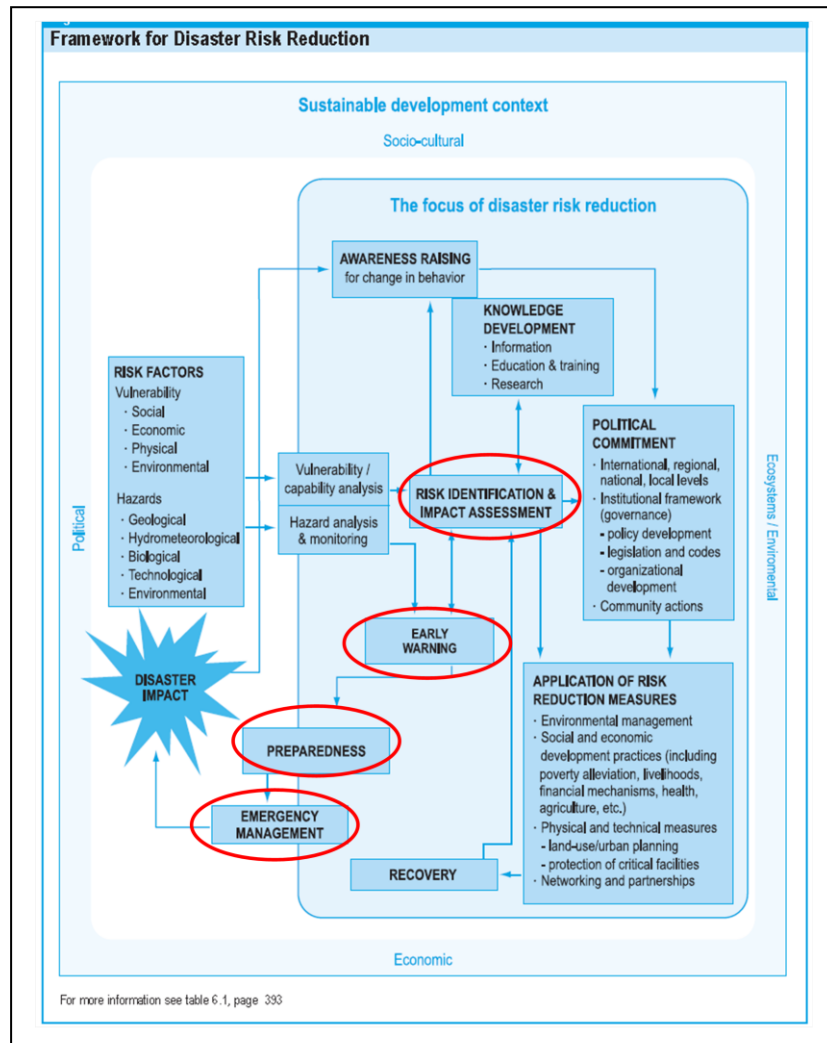 Framework for Disaster Risk Reduction
Sustainable development context
Socio-cultural
The focus of disaster risk reduction
AWARENESS RAISING
for change in behavior
KNOWLEDGE
DEVELOPMENT
· Information
· Education & training
· Research
RISK FACTORS
Vulnerability
· Social
· Economic
· Physical
· Environmental
Hazards
· Geological
· Hydrometeorological
· Biological
· Technological
· Environmental
Vulnerability /
capability analysis
Hazard analysis
& monitoring
RISK IDENTIFICATION &
IMPACT ASSESSMENT
POLITICAL
COMMITMENT
· International, regional,
national, local levels
· Institutional framework
(governance)
- policy development
- legislation and codes
- organizational
development
· Community actions
Political
Ecosystems / Enviromental
EARLY
WARNING
DISASTER
IMPACT
PREPAREDNESS
EMERGENCY
MANAGEMENT
APPLICATION OF RISK
REDUCTION MEASURES
· Environmental management
· Social and economic
development practices (including
poverty alleviation, livelihoods,
financial mechanisms, health,
agriculture, etc.)
· Physical and technical measures
- land-use/urban planning
- protection of critical facilities
· Networking and partnerships
RECOVERY
Economic
For more information see table 6.1, page 393